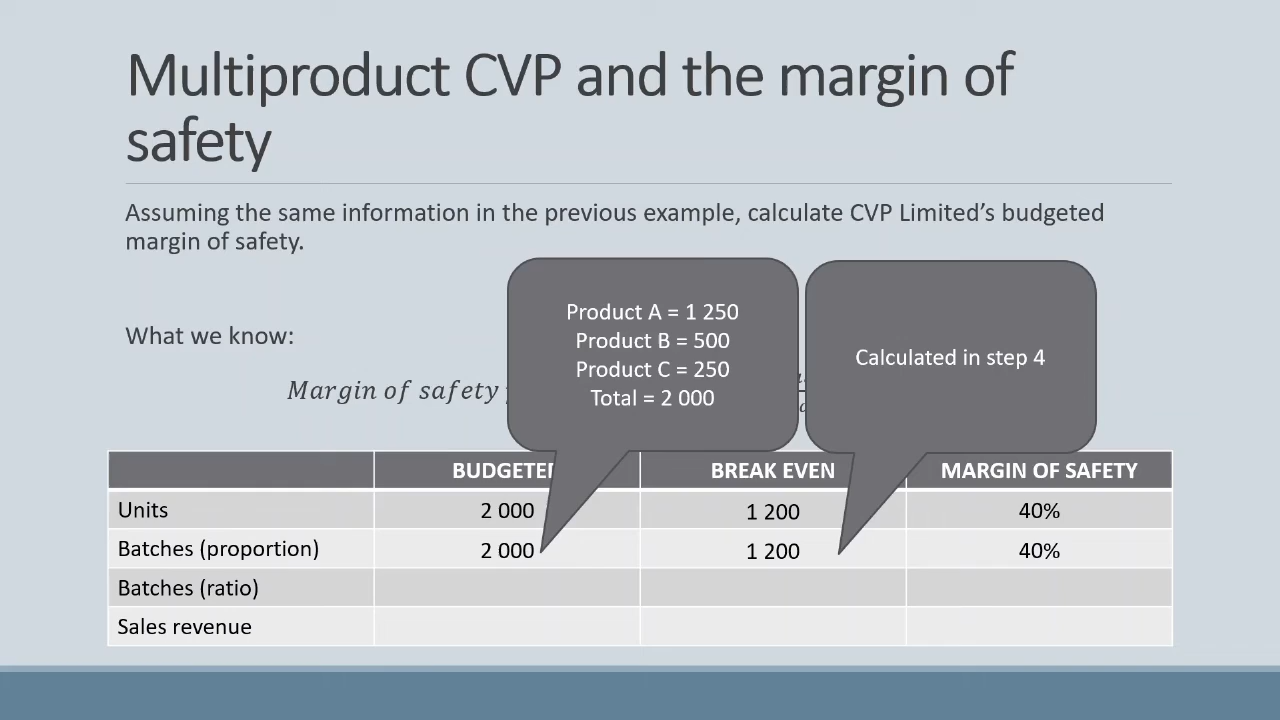 Multiproduct CVP and the margin of
safety
Assuming the same information in the previous example, calculate CVP Limited’s budgeted
margin of safety.
What we know:
Product A = 1 250
Product B = 500
Product C = 250
Total = 2 000
Calculated in step 4
Margin of safety
BREAK EVEN MARGIN OF SAFETY
Units 2 000 1 200 40%
Batches (proportion) 2 000 1 200 40%
Batches (ratio)
Sales revenue